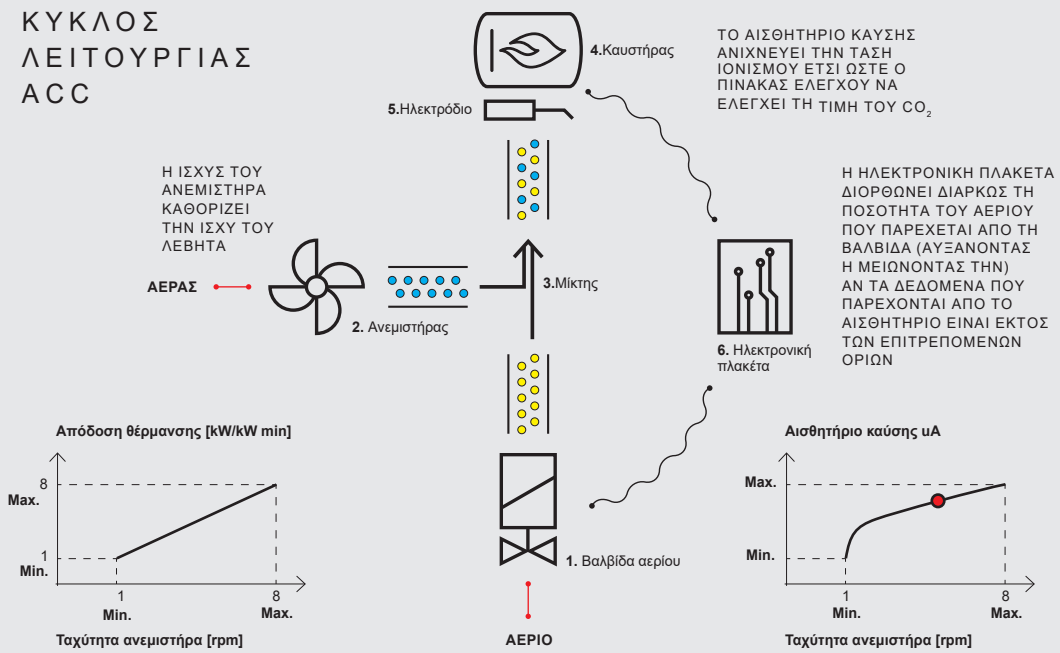 ΚΥΚΛΟΣ
ΛΕΙΤΟΥΡΓΙΑΣ
ACC
4.Καυστήρας
ΤΟ ΑΙΣΘΗΤΗΡΙΟ ΚΑΥΣΗΣ
ΑΝΙΧΝΕΥΕΙ ΤΗΝ ΤΑΣΗ
ΙΟΝΙΣΜΟΥ ΕΤΣΙ ΩΣΤΕ Ο
ΠΙΝΑΚΑΣ ΕΛΕΓΧΟΥ ΝΑ
ΕΛΕΓΧΕΙ ΤΗ ΤΙΜΗ ΤΟΥ CO₂
5.Ηλεκτρόδιο
Η ΙΣΧΥΣ ΤΟΥ
ΑΝΕΜΙΣΤΗΡΑ
ΚΑΘΟΡΙΖΕΙ
ΤΗΝ ΙΣΧΥ ΤΟΥ
ΛΕΒΗΤΑ
Η ΗΛΕΚΤΡΟΝΙΚΗ ΠΛΑΚΕΤΑ
ΔΙΟΡΘΩΝΕΙ ΔΙΑΡΚΩΣ ΤΗ
ΠΟΣΟΤΗΤΑ ΤΟΥ ΑΕΡΙΟΥ
ΠΟΥ ΠΑΡΕΧΕΤΑΙ ΑΠΟ ΤΗ
ΒΑΛΒΙΔΑ (ΑΥΞΑΝΟΝΤΑΣ
Η ΜΕΙΩΝΟΝΤΑΣ ΤΗΝ)
ΑΝ ΤΑ ΔΕΔΟΜΕΝΑ ΠΟΥ
ΠΑΡΕΧΟΝΤΑΙ ΑΠΟ ΤΟ
ΑΙΣΘΗΤΗΡΙΟ ΕΙΝΑΙ ΕΚΤΟΣ
ΤΩΝ ΕΠΙΤΡΕΠΟΜΕΝΩΝ
ΟΡΙΩΝ
ΑΕΡΑΣ
3.Μίκτης
2. Ανεμιστήρας
6. Ηλεκτρονική
πλακέτα
Απόδοση θέρμανσης [kW/kW min]
8
Max.
1
Min.
1
Min.
8
Max.
Ταχύτητα ανεμιστήρα [rpm]
1. Βαλβίδα αερίου
ΑΕΡΙΟ
Αισθητήριο καύσης uA
Max.
Min.
1
Min.
8
Max.
Ταχύτητα ανεμιστήρα [rpm]